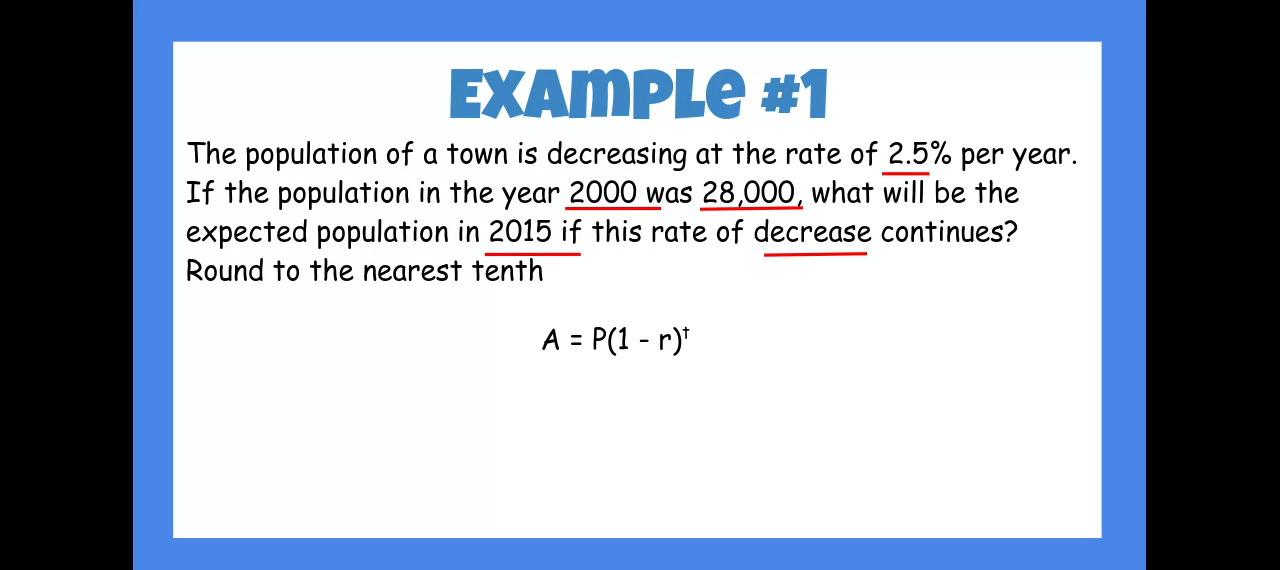 Example #1
The population of a town is decreasing at the rate of 2.5% per year.
If the population in the year 2000 was 28,000, what will be the
expected population in 2015 if this rate of decrease continues?
Round to the nearest tenth
A = P(1 - r)ᵗ